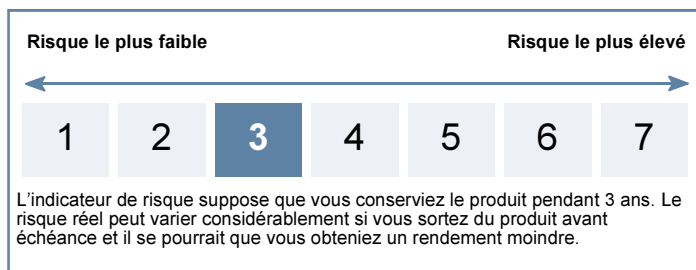 Risque le plus faible Risque le plus élevé
1 2 3 4 5 6 7
L'indicateur de risque suppose que vous conserviez le produit pendant 3 ans. Le
risque réel peut varier considérablement si vous sortez du produit avant
échéance et il se pourrait que vous obteniez un rendement moindre.